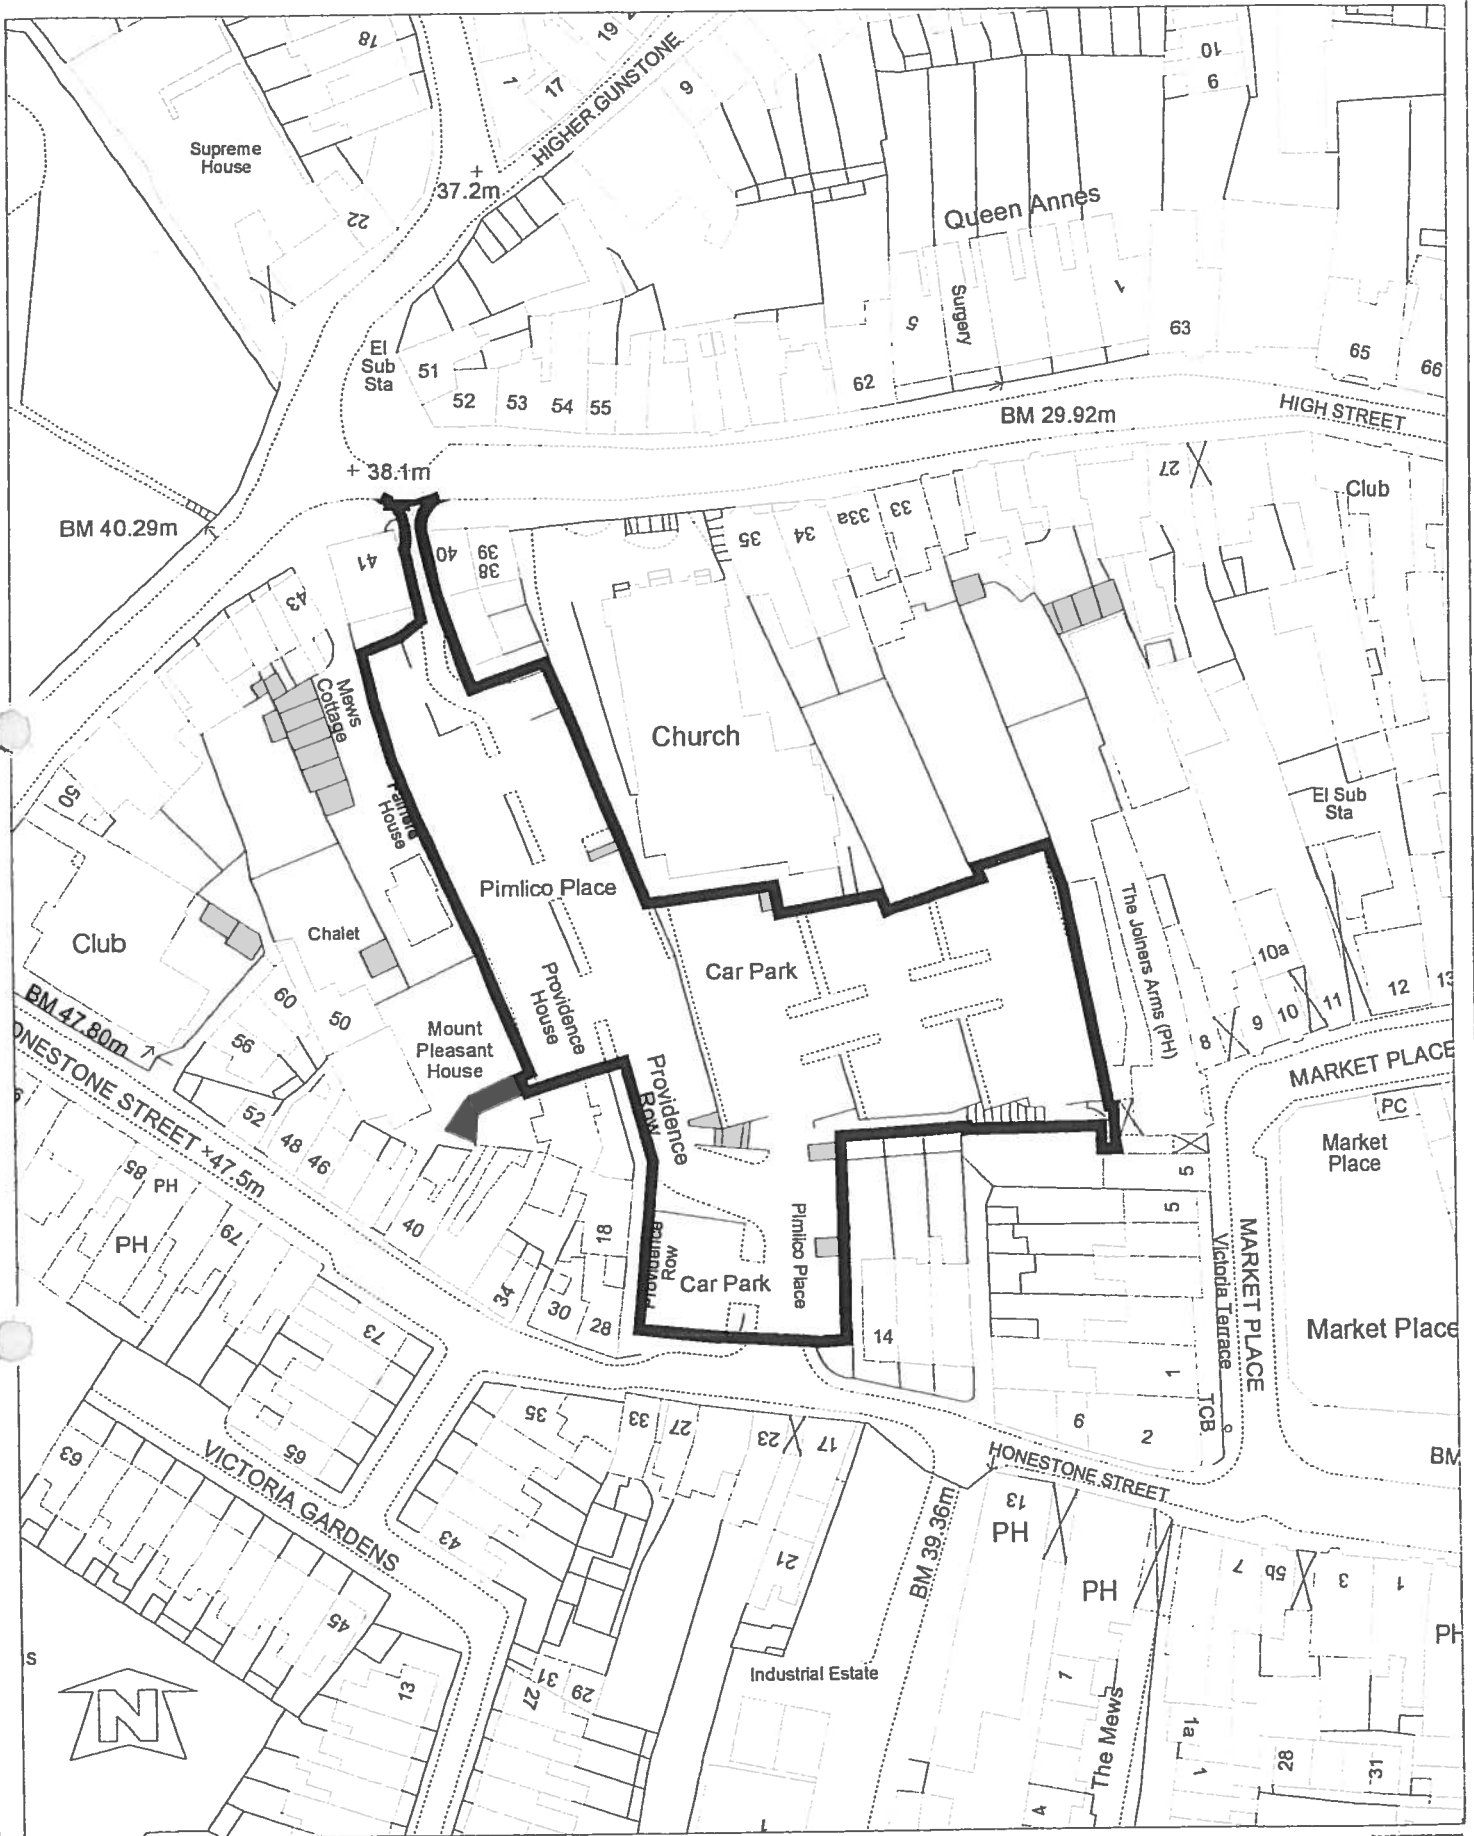 18
19
HIGHER GUNSTONE
1
17
9
10
9
Supreme
House
+
37.2m
22
Queen Annes
5
Surgery
1
63
65
66
El
Sub
Sta
51
52
53
54
55
62
BM 29.92m
HIGH STREET
+ 38.1m
BM 40.29m
41
40
39
38
35
34
33a
33
27
Club
43
Mews
Cottage
Church
50
House
Pimlico Place
El Sub
Sta
Club
Chalet
Car Park
The Joiners Arms (PH)
10a
12
13
11
10
9
8
BM 47.80m
60
50
56
Providence
House
Mount
Pleasant
House
Providence
Row
MARKET PLACE
PC
Market
Place
ONESTONE STREET
×47.5m
52
48
46
85
PH
PH
79
40
18
34
30
28
Providence
Row
Car Park
Pimlico Place
14
5
5
Victoria Terrace
MARKET PLACE
Market Place
1
TCB
6
2
73
65
63
VICTORIA GARDENS
35
33
27
23
17
HONESTONE STREET
BM
43
45
21
BM 39.36m
13
PH
PH
7
5b
3
1
PH
s
N
13
31
29
27
Industrial Estate
7
The Mews
4
1a
1
28
31
1